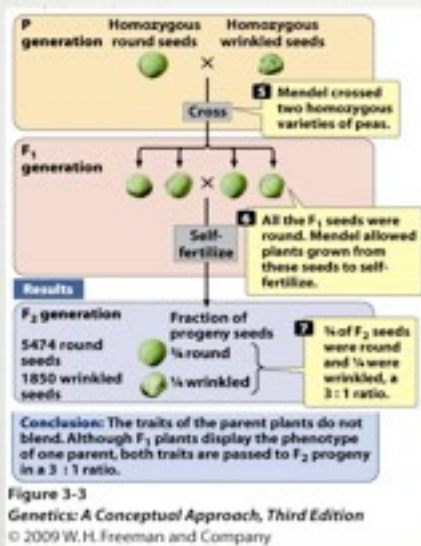 P
generation
Homozygous
round seeds
Homozygous
wrinkled seeds
×
5 Mendel crossed
two homozygous
varieties of peas.
Cross
F1
generation
×
6 All the F1 seeds were
round. Mendel allowed
plants grown from
these seeds to self-
fertilize.
Self-
fertilize
Results
F2 generation
Fraction of
progeny seeds
5474 round
seeds
¾ round
1850 wrinkled
seeds
¼ wrinkled
7 ¾ of F2 seeds
were round
and ¼ were
wrinkled, a
3 : 1 ratio.
Conclusion: The traits of the parent plants do not
blend. Although F1 plants display the phenotype
of one parent, both traits are passed to F2 progeny
in a 3 : 1 ratio.
Figure 3-3
Genetics: A Conceptual Approach, Third Edition
© 2009 W. H. Freeman and Company